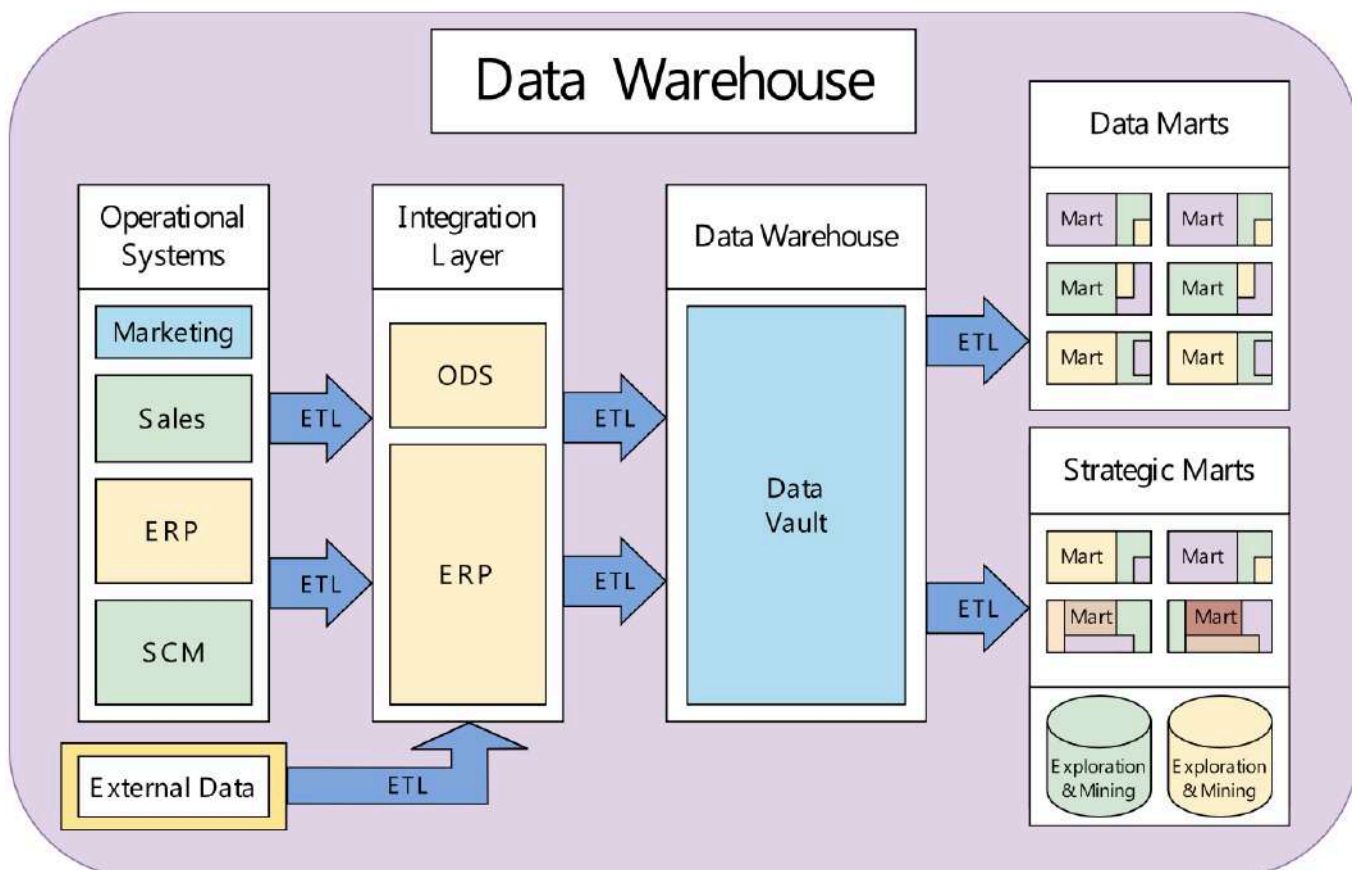 Data Warehouse
Operational
Systems
Marketing
Sales
ERP
SCM
External Data
ETL
ETL
ETL
Integration
Layer
ODS
ERP
ETL
ETL
Data Warehouse
Data
Vault
ETL
ETL
Data Marts
Mart
Mart
Mart
Mart
Mart
Mart
Strategic Marts
Mart
Mart
Mart
Mart
Exploration
& Mining
Exploration
& Mining